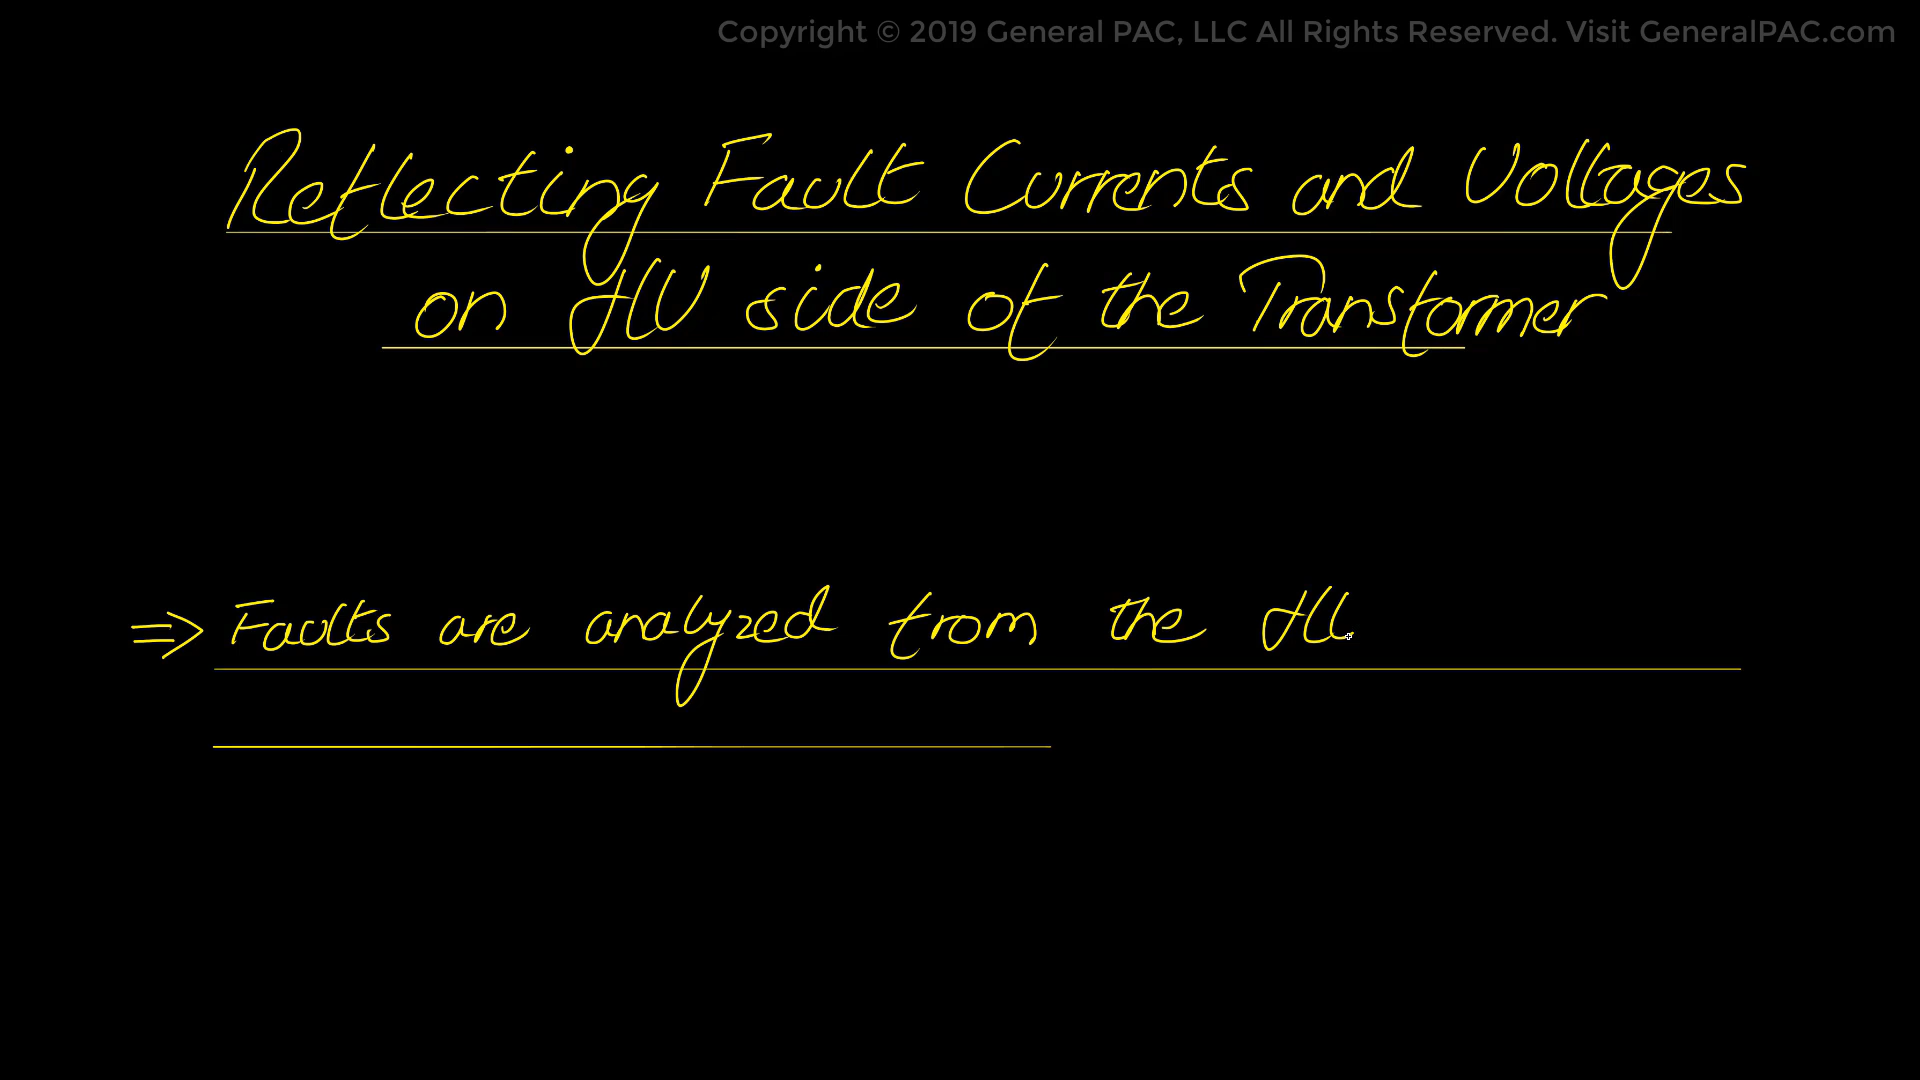 Copyright © 2019 General PAC, LLC All Rights Reserved. Visit GeneralPAC.com
Reflecting Fault Currents and Voltages
on HV side of the Transformer
⇒ Faults are analyzed from the